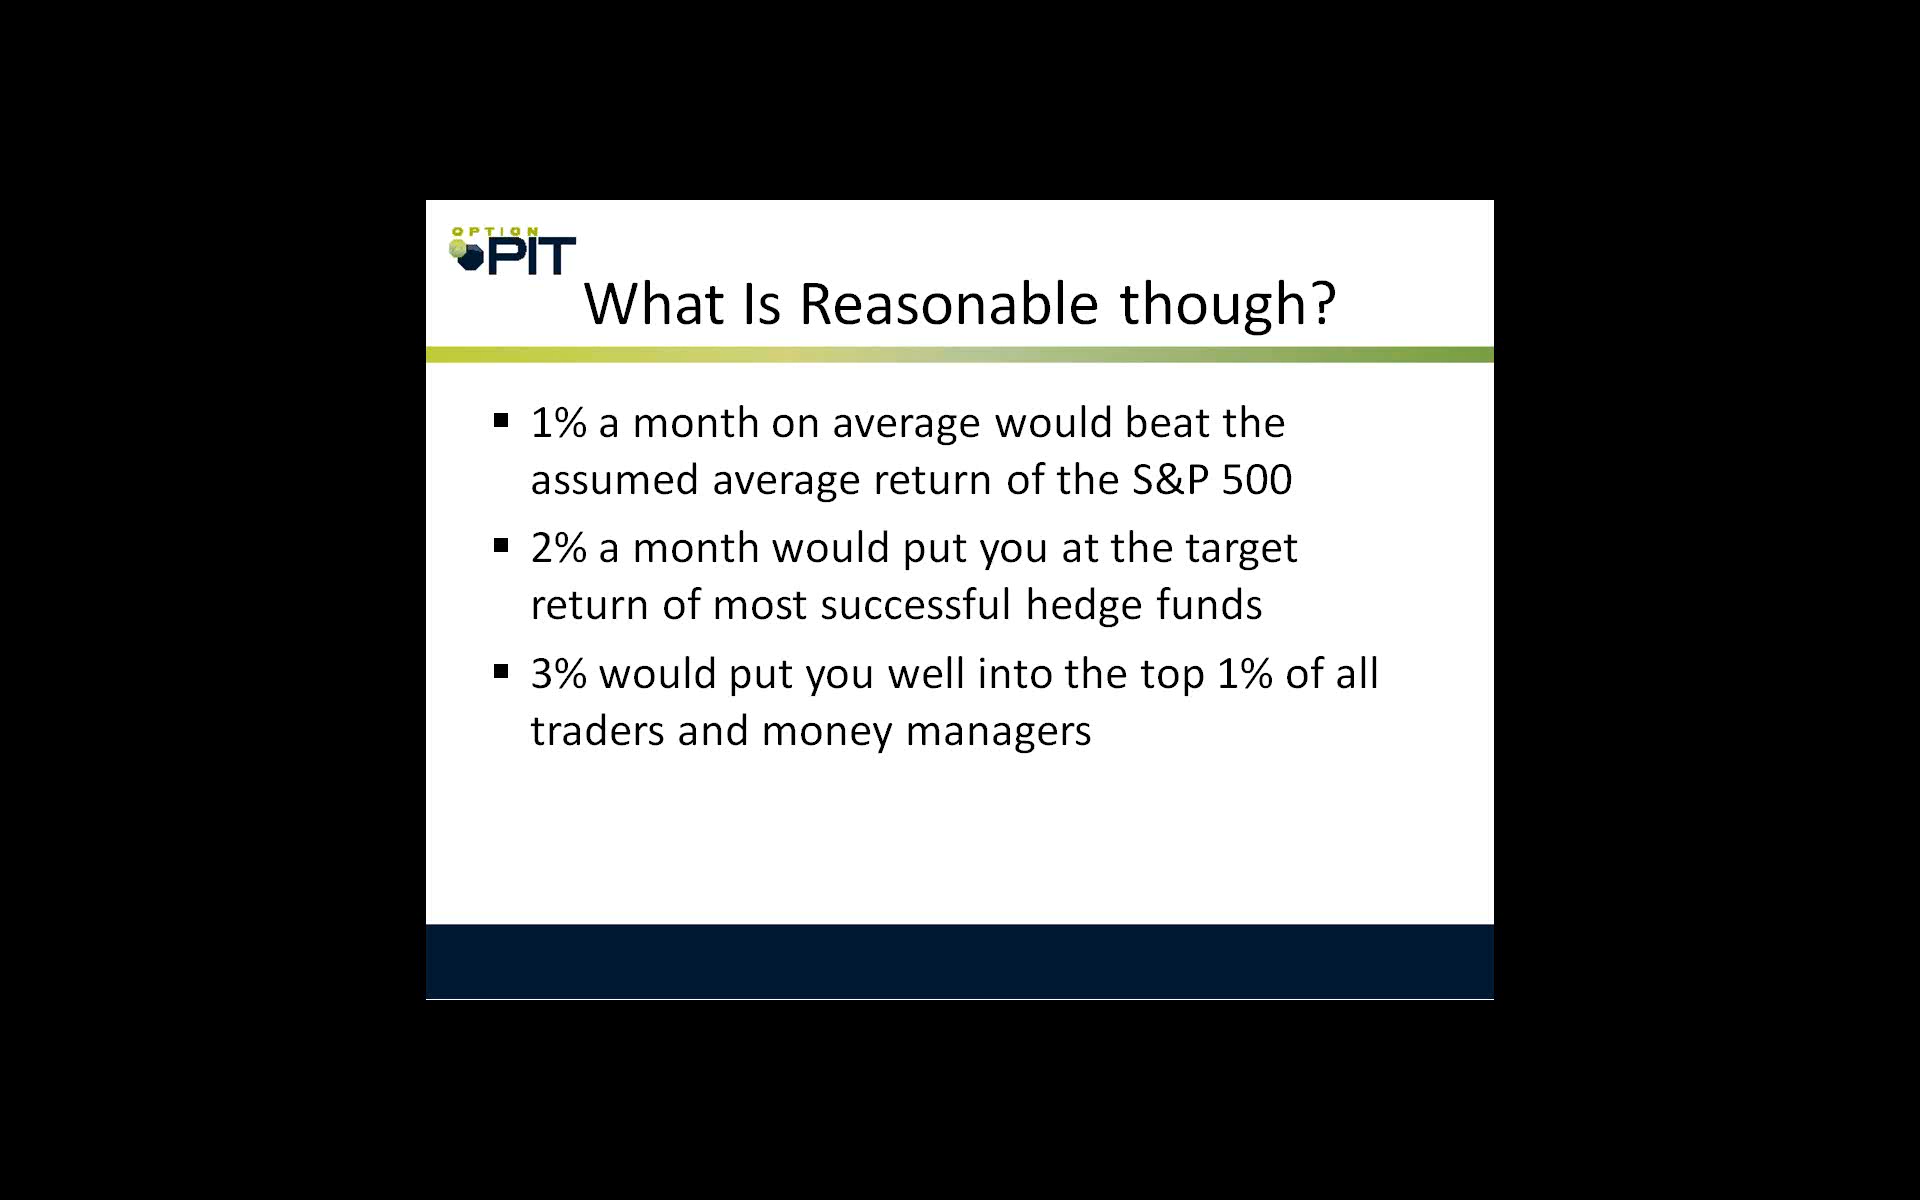 OPTION
PIT
What Is Reasonable though?
▪ 1% a month on average would beat the
assumed average return of the S&P 500
▪ 2% a month would put you at the target
return of most successful hedge funds
▪ 3% would put you well into the top 1% of all
traders and money managers